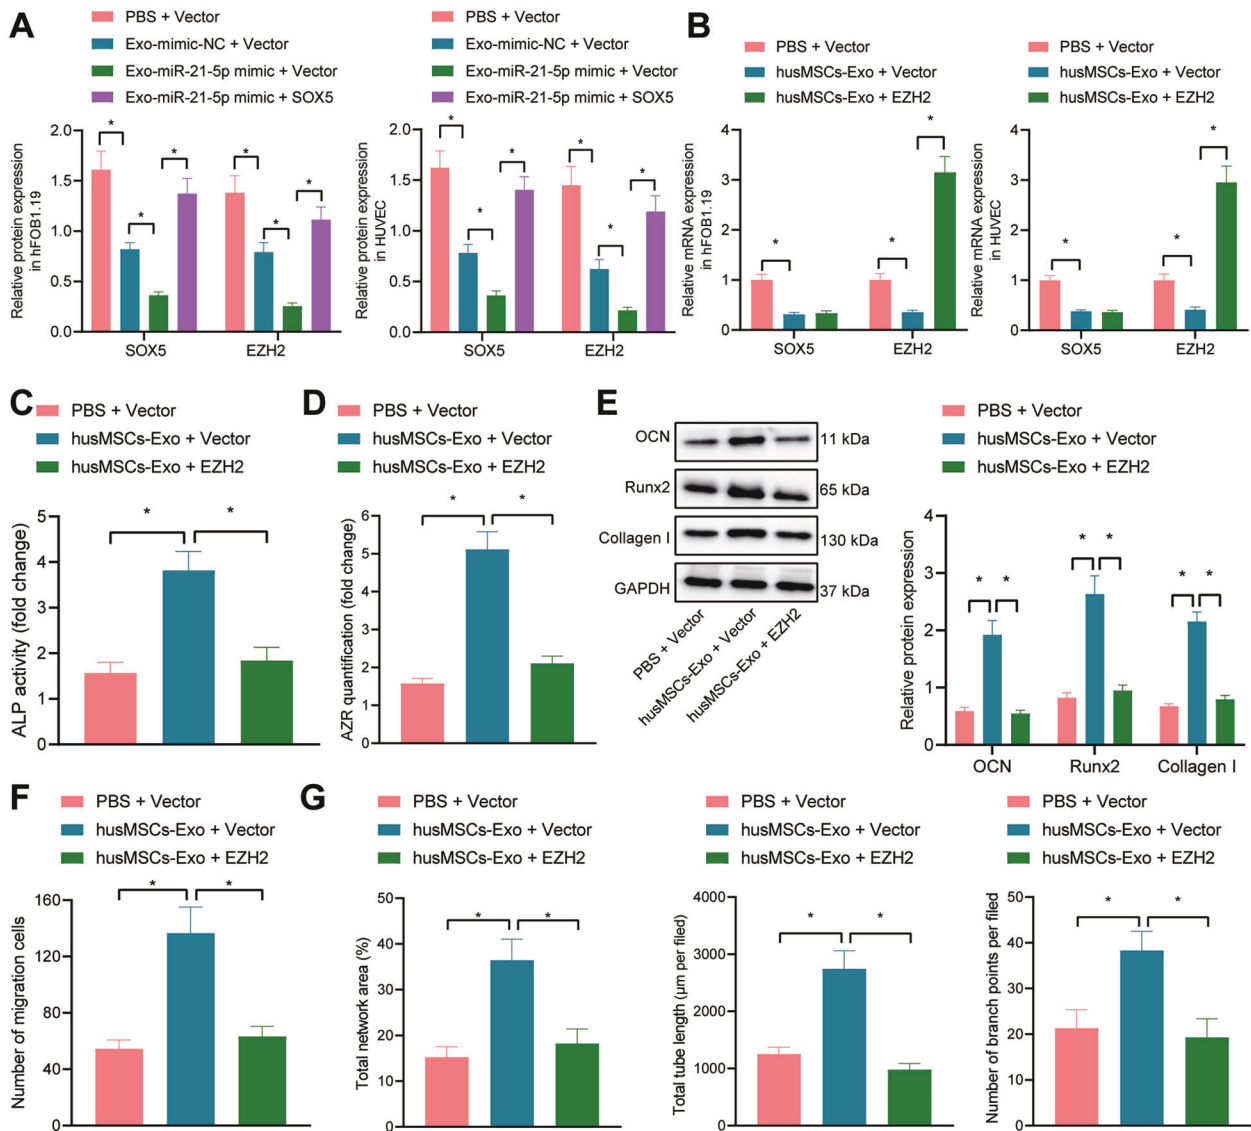 A
PBS + Vector
Exo-mimic-NC + Vector
Exo-miR-21-5p mimic + Vector
Exo-miR-21-5p mimic + SOX5
Relative protein expression
in hFOB1.19
2.0
1.5
1.0
0.5
0.0
* * * * * *
SOX5 EZH2
PBS + Vector
Exo-mimic-NC + Vector
Exo-miR-21-5p mimic + Vector
Exo-miR-21-5p mimic + SOX5
Relative protein expression
in HUVEC
2.0
1.5
1.0
0.5
0.0
* * * * * *
SOX5 EZH2
B
PBS + Vector
husMSCs-Exo + Vector
husMSCs-Exo + EZH2
Relative mRNA expression
in hFOB1.19
4
3
2
1
0
* * *
SOX5 EZH2
PBS + Vector
husMSCs-Exo + Vector
husMSCs-Exo + EZH2
Relative mRNA expression
in HUVEC
4
3
2
1
0
* * *
SOX5 EZH2
C
PBS + Vector
husMSCs-Exo + Vector
husMSCs-Exo + EZH2
ALP activity (fold change)
5
4
3
2
1
0
* *
D
PBS + Vector
husMSCs-Exo + Vector
husMSCs-Exo + EZH2
AZR quantification (fold change)
6
5
4
3
2
1
0
* *
E
OCN 11 kDa
Runx2 65 kDa
Collagen I 130 kDa
GAPDH 37 kDa
PBS + Vector
husMSCs-Exo + Vector
husMSCs-Exo + EZH2
PBS + Vector
husMSCs-Exo + Vector
husMSCs-Exo + EZH2
Relative protein expression
4
3
2
1
0
* * * * * *
OCN Runx2 Collagen I
F
PBS + Vector
husMSCs-Exo + Vector
husMSCs-Exo + EZH2
Number of migration cells
160
120
80
40
0
* *
G
PBS + Vector
husMSCs-Exo + Vector
husMSCs-Exo + EZH2
Total network area (%)
50
40
30
20
10
0
* *
PBS + Vector
husMSCs-Exo + Vector
husMSCs-Exo + EZH2
Total tube length (μm per filed)
4000
3000
2000
1000
0
* *
PBS + Vector
husMSCs-Exo + Vector
husMSCs-Exo + EZH2
Number of branch points per filed
50
40
30
20
10
0
* *